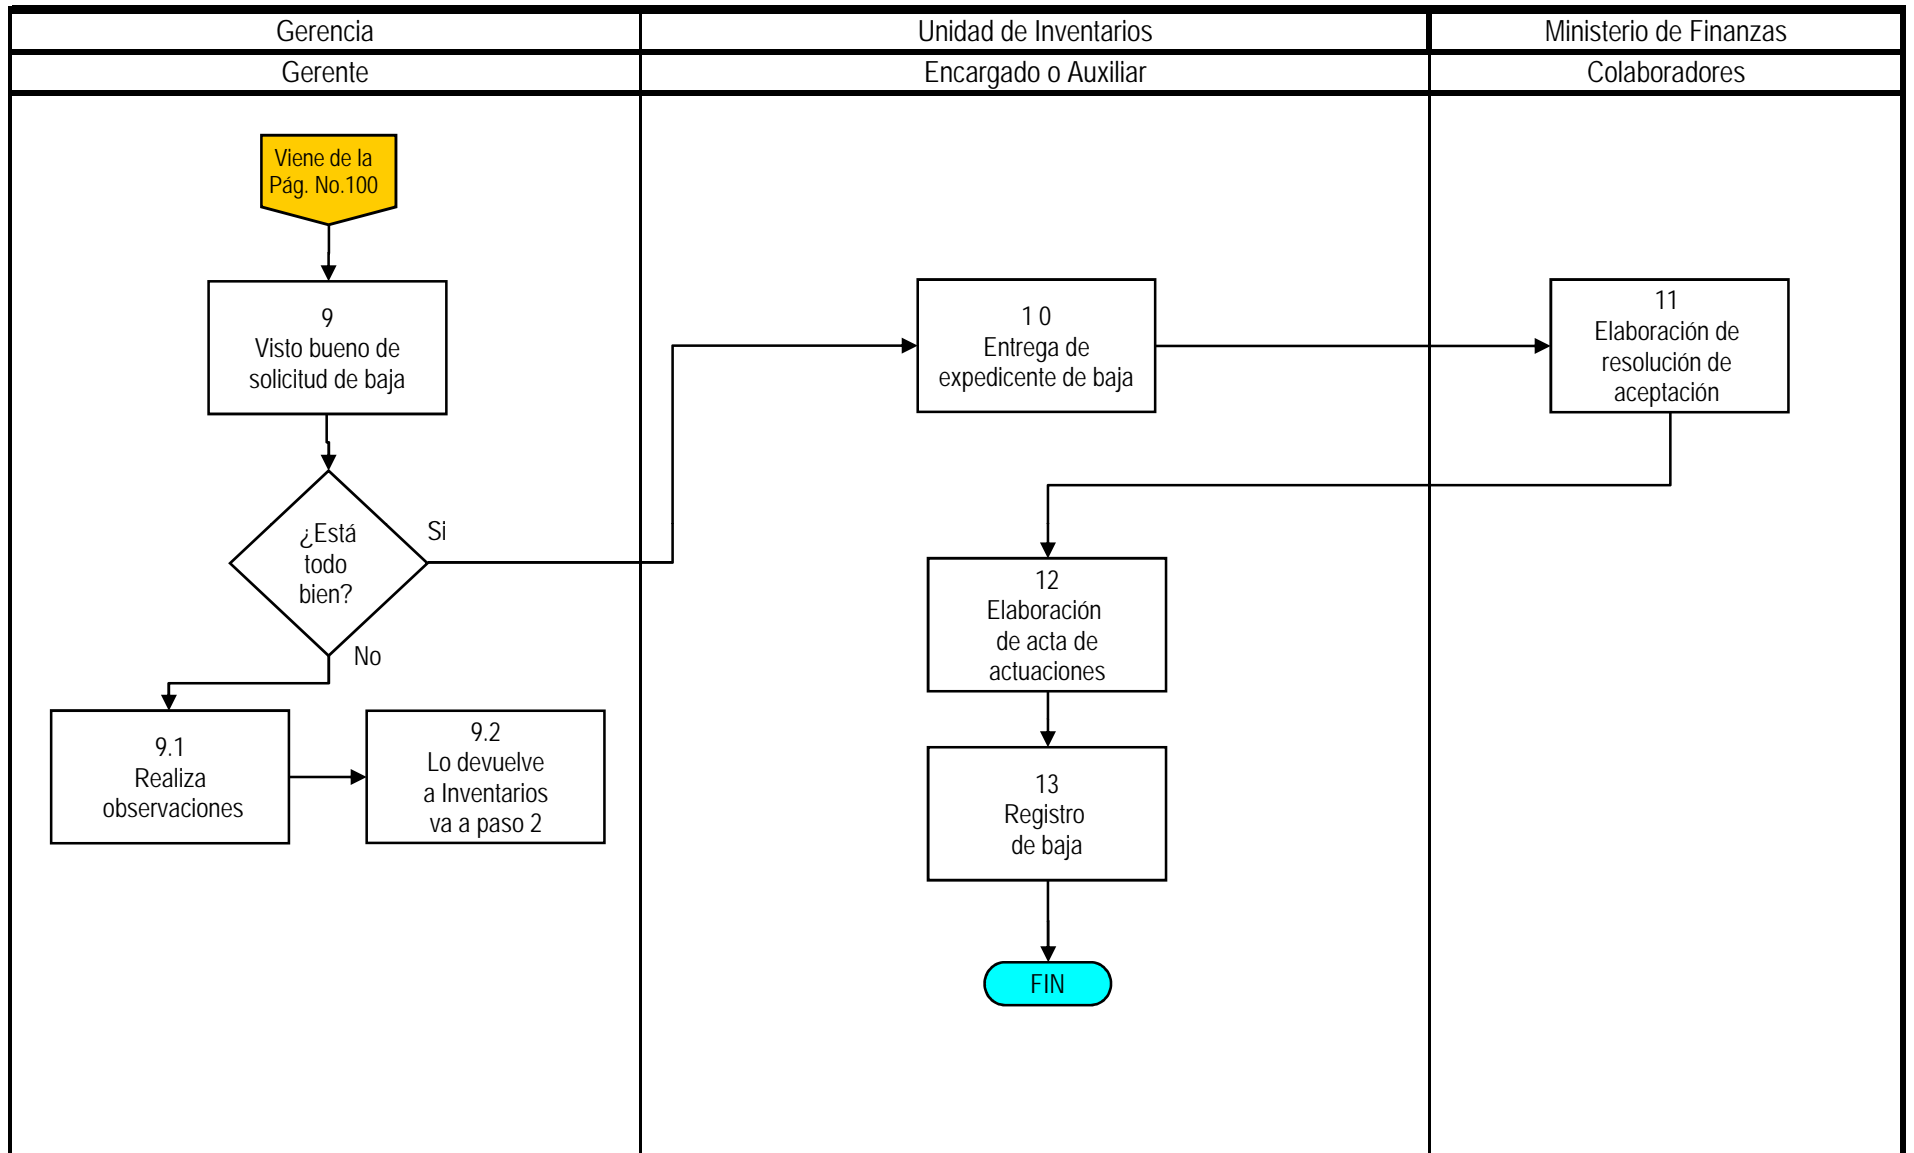 Gerencia
Unidad de Inventarios
Ministerio de Finanzas
Gerente
Encargado o Auxiliar
Colaboradores
Viene de la
Pág. No.100
9
Visto bueno de
solicitud de baja
¿Está
todo
bien?
Si
No
9.1
Realiza
observaciones
9.2
Lo devuelve
a Inventarios
va a paso 2
1 0
Entrega de
expedicente de baja
11
Elaboración de
resolución de
aceptación
12
Elaboración
de acta de
actuaciones
13
Registro
de baja
FIN